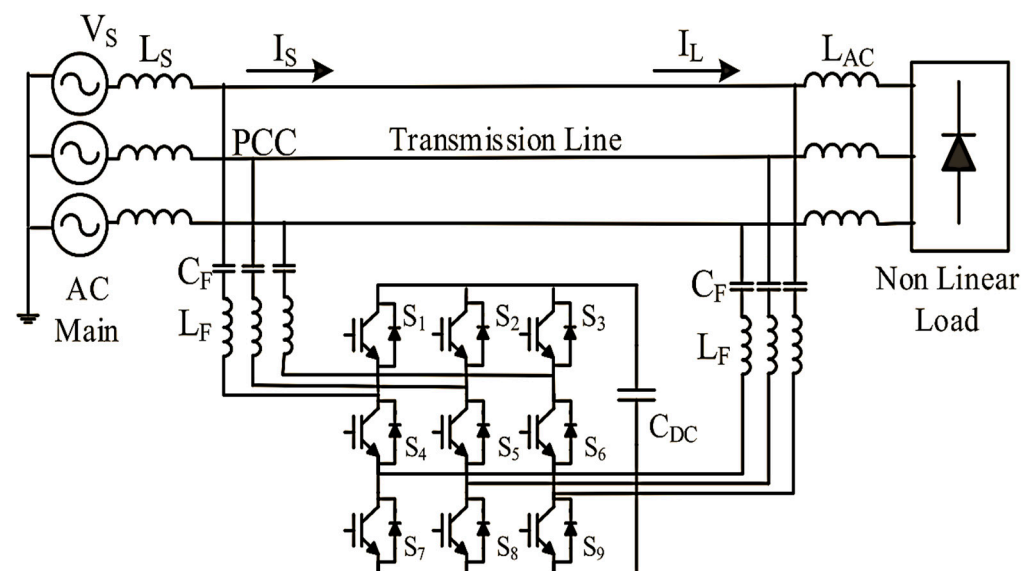 V_S
L_S
I_S
I_L
L_AC
PCC
Transmission Line
AC
Main
C_F
L_F
C_F
L_F
Non Linear
Load
S_1
S_2
S_3
C_DC
S_4
S_5
S_6
S_7
S_8
S_9